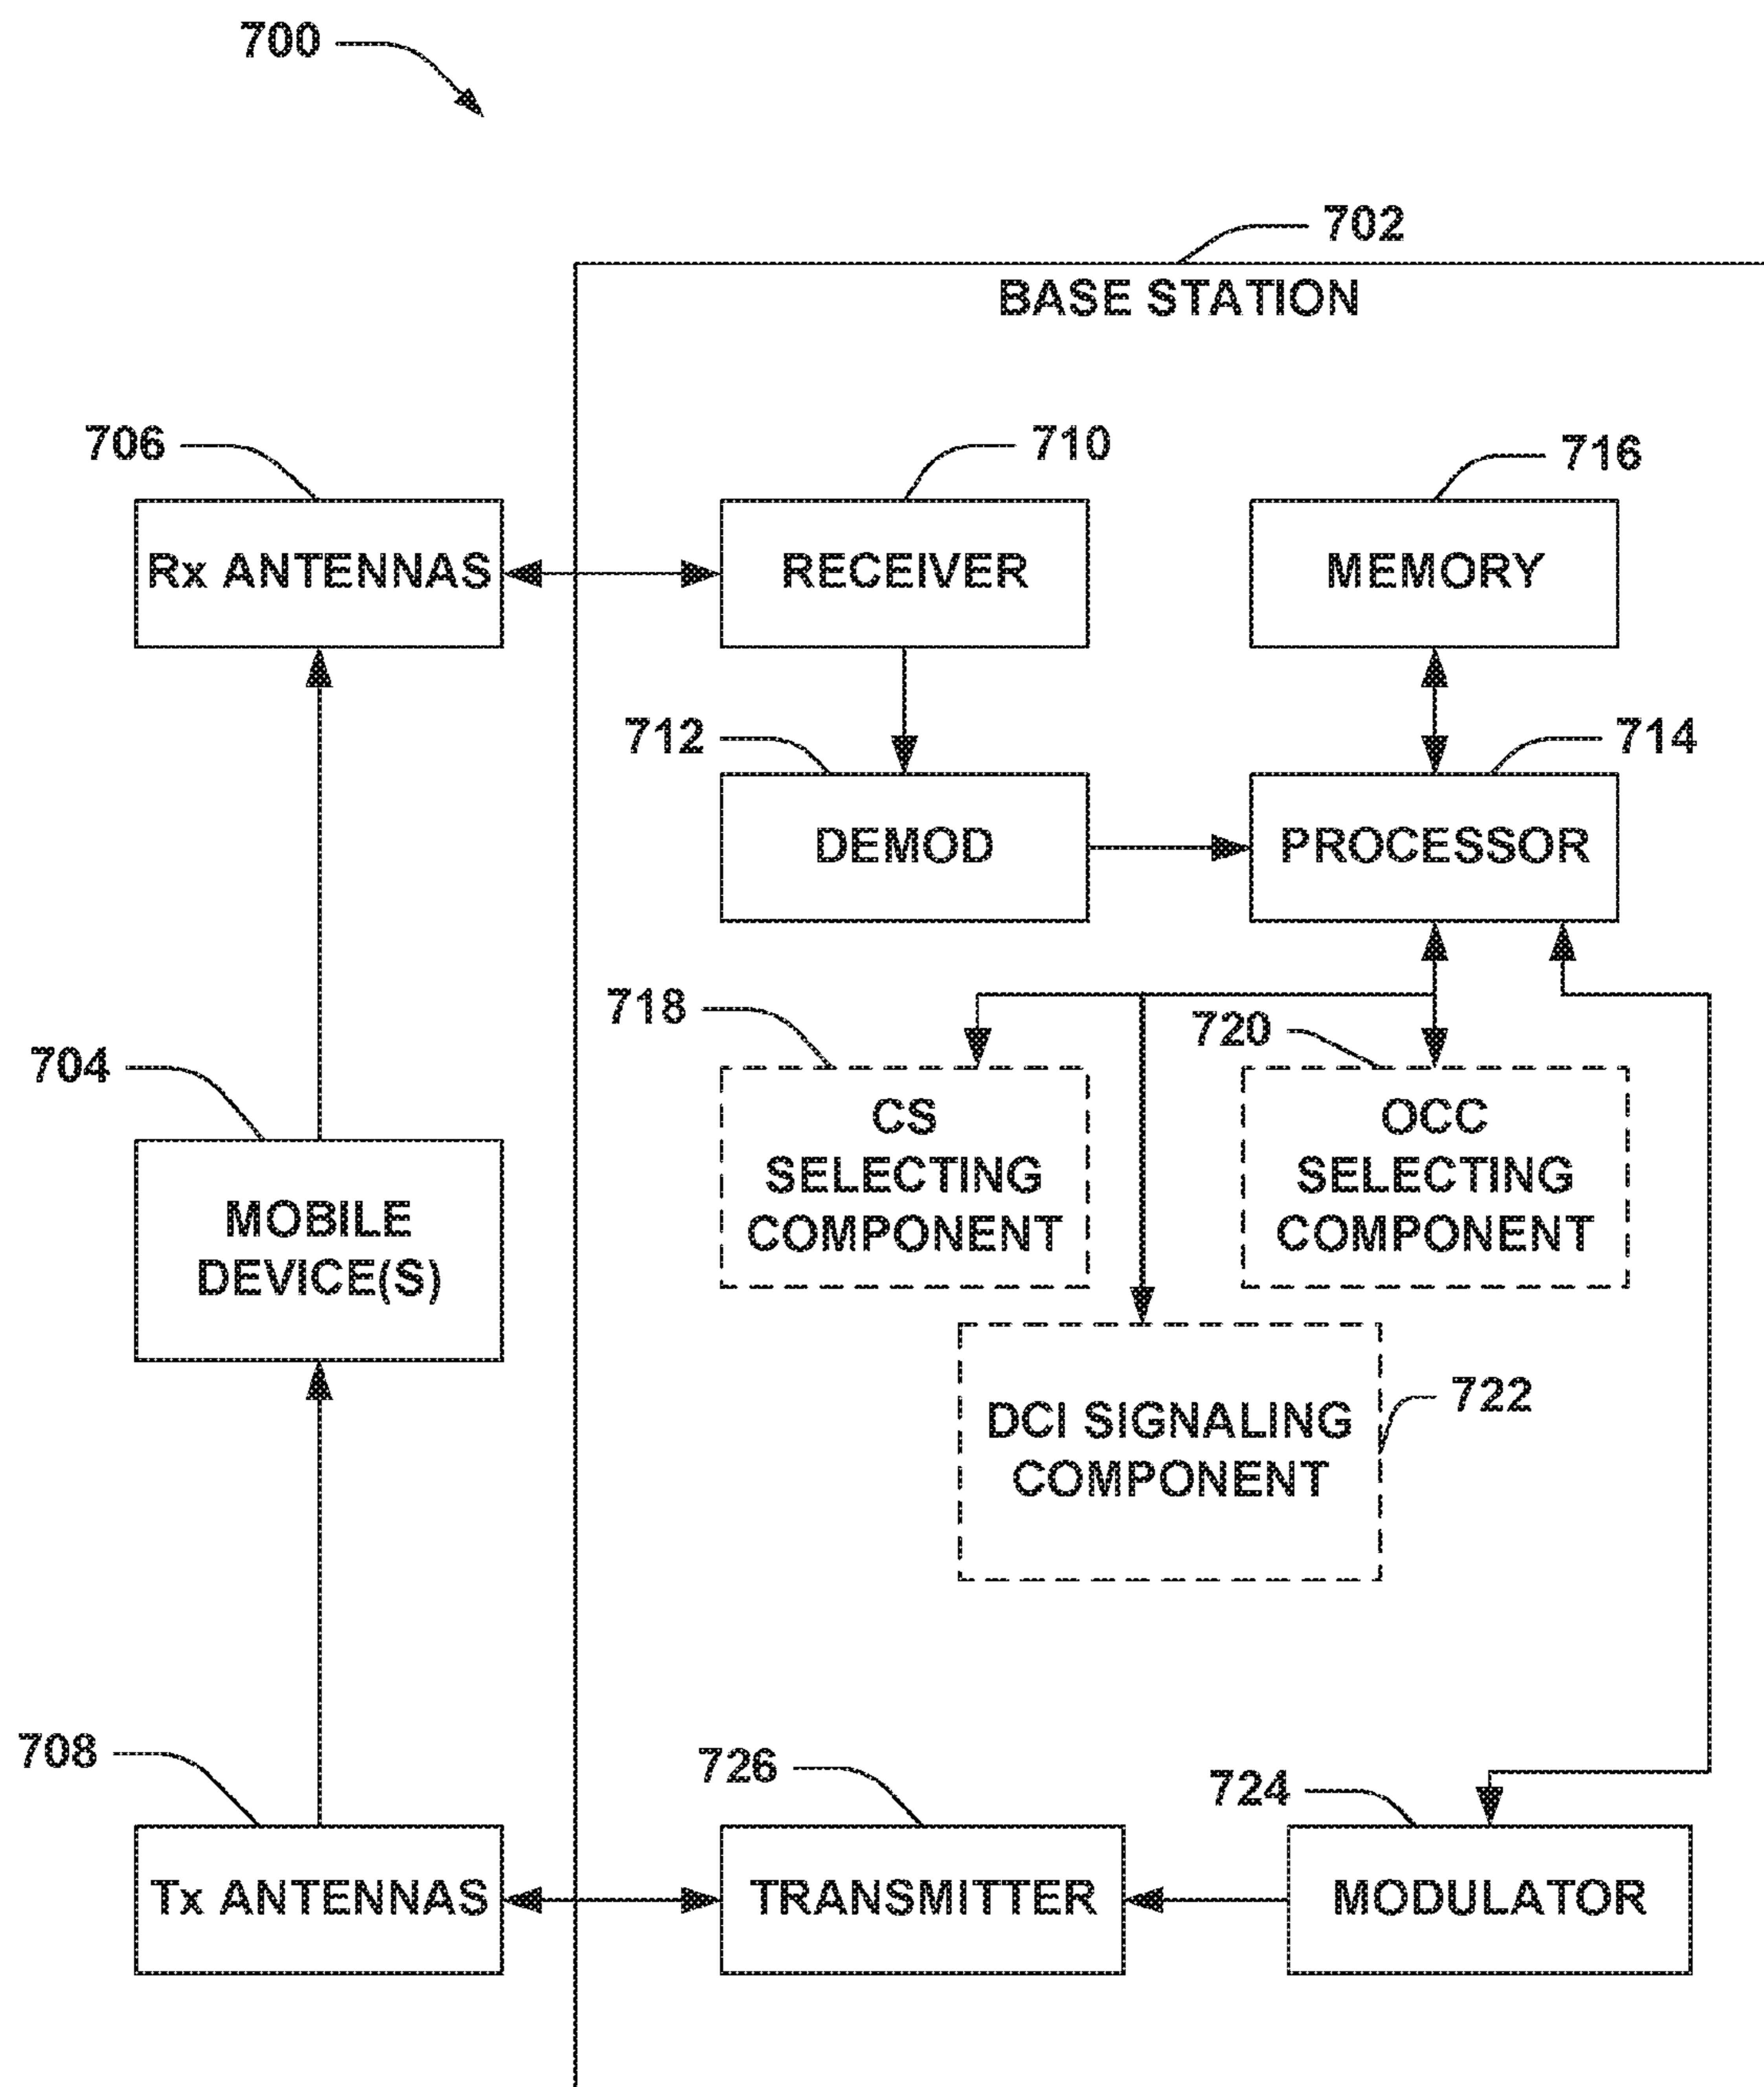 700
702
BASE STATION
706
710
716
Rx ANTENNAS
RECEIVER
MEMORY
712
714
DEMOD
PROCESSOR
718
720
704
CS
SELECTING
COMPONENT
OCC
SELECTING
COMPONENT
MOBILE
DEVICE(S)
722
DCI SIGNALING
COMPONENT
708
726
724
Tx ANTENNAS
TRANSMITTER
MODULATOR